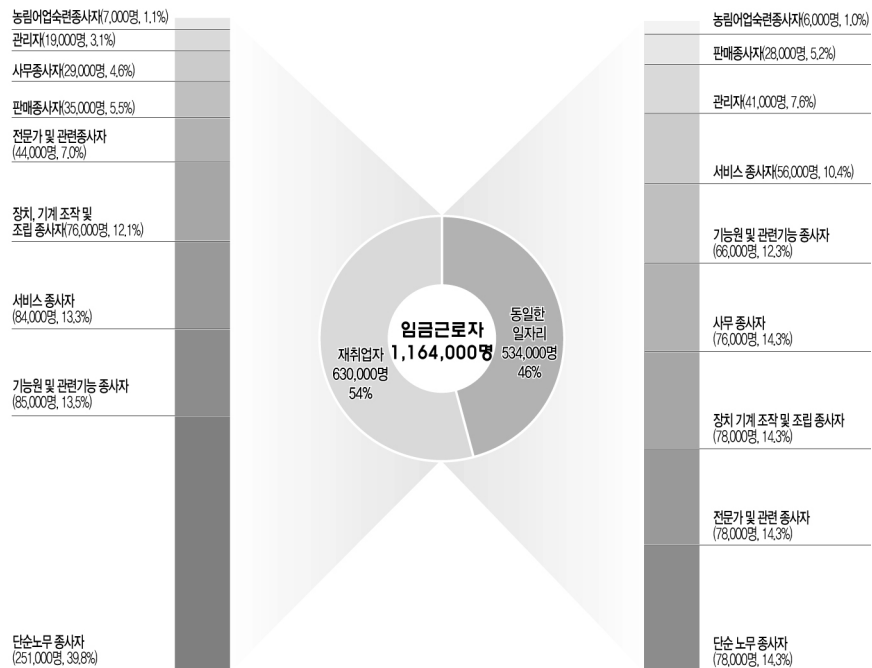 농림어업숙련종사자(7,000명, 1.1%)
관리자(19,000명, 3.1%)
사무종사자(29,000명, 4.6%)
판매종사자(35,000명, 5.5%)
전문가 및 관련종사자
(44,000명, 7.0%)
장치, 기계 조작 및
조립 종사자(76,000명, 12.1%)
서비스 종사자
(84,000명, 13.3%)
기능원 및 관련기능 종사자
(85,000명, 13.5%)
단순노무 종사자
(251,000명, 39.8%)
임금근로자
1,164,000명
재취업자
630,000명
54%
동일한
일자리
534,000명
46%
농림어업숙련종사자(6,000명, 1.0%)
판매종사자(28,000명, 5.2%)
관리자(41,000명, 7.6%)
서비스 종사자(56,000명, 10.4%)
기능원 및 관련기능 종사자
(66,000명, 12.3%)
사무 종사자
(76,000명, 14.3%)
장치 기계 조작 및 조립 종사자
(78,000명, 14.3%)
전문가 및 관련 종사자
(78,000명, 14.3%)
단순 노무 종사자
(78,000명, 14.3%)